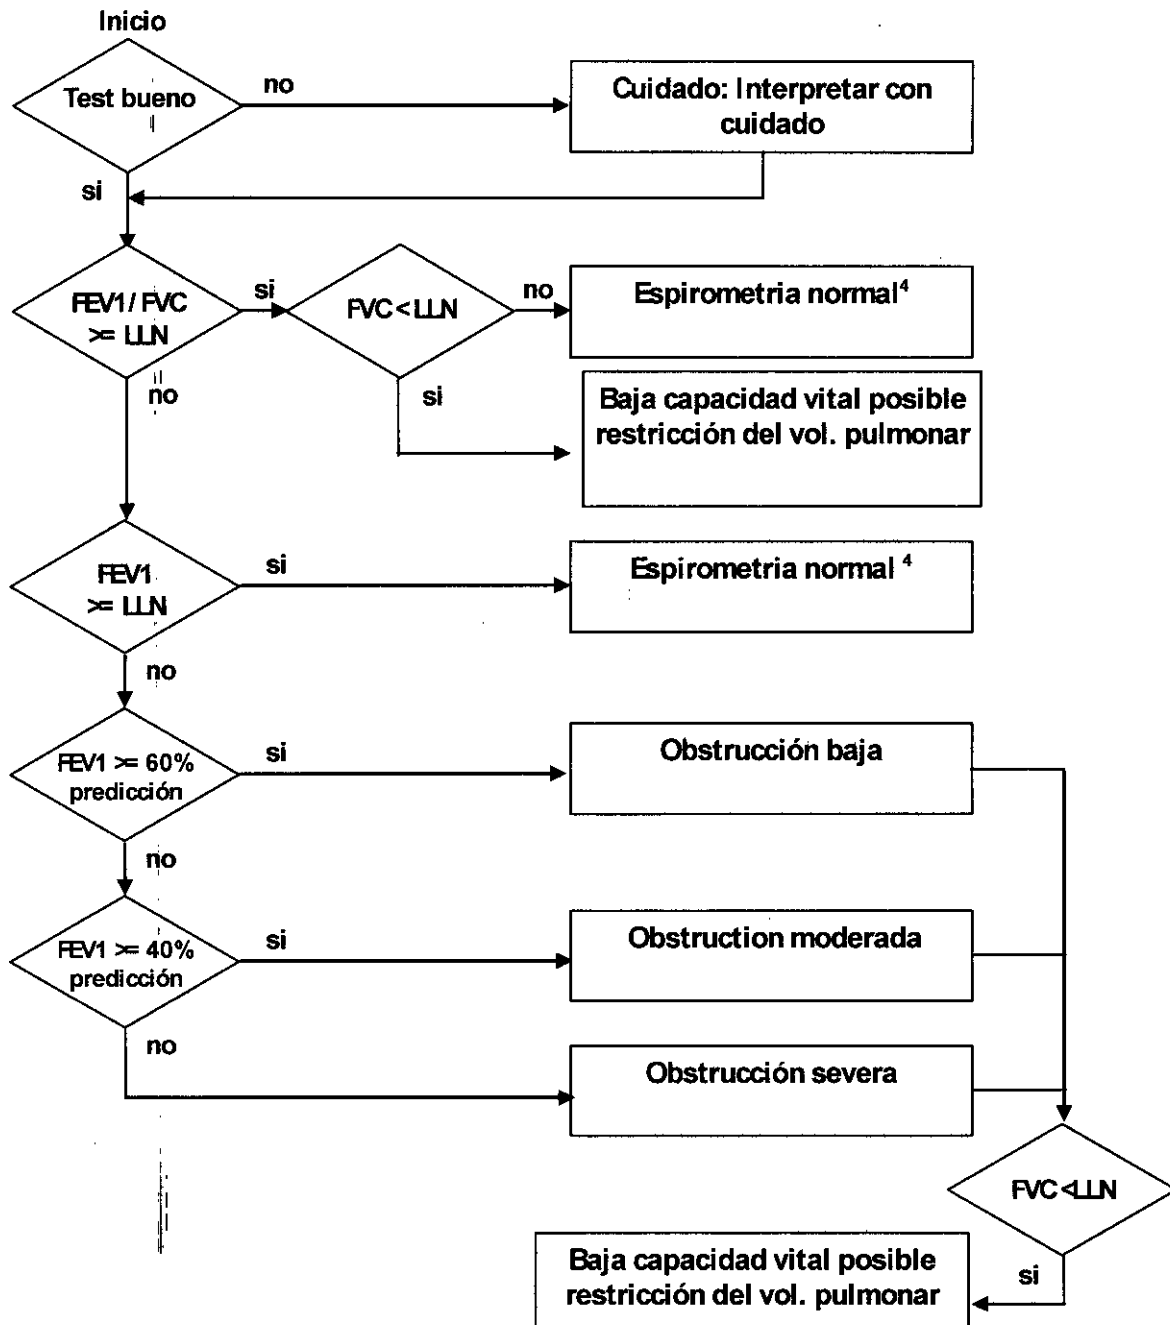 Inicio
Test bueno
no
Cuidado: Interpretar con
cuidado
si
FEV1 / FVC
>= LLN
si
FVC < LLN
no
Espirometria normal⁴
no
si
Baja capacidad vital posible
restricción del vol. pulmonar
FEV1
>= LLN
si
Espirometria normal ⁴
no
FEV1 >= 60%
predicción
si
Obstrucción baja
no
FEV1 >= 40%
predicción
si
Obstruction moderada
no
Obstrucción severa
FVC <LLN
si
Baja capacidad vital posible
restricción del vol. pulmonar